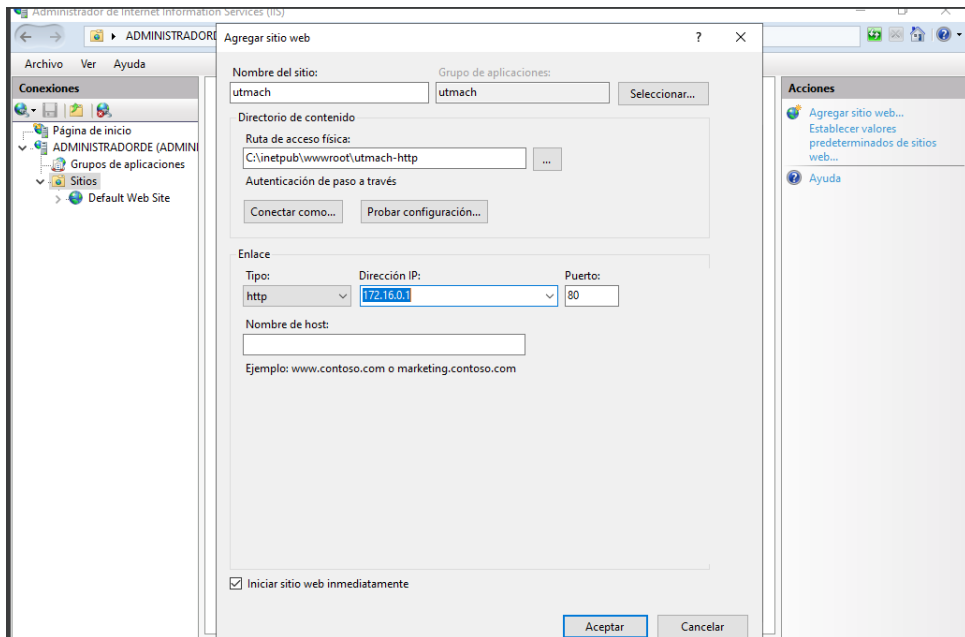 Administrador de Internet Information Services (IIS)
ADMINISTRADORE
Archivo Ver Ayuda
Conexiones
Página de inicio
ADMINISTRADORDE (ADMINI
Grupos de aplicaciones
Sitios
Default Web Site
Agregar sitio web
?
Nombre del sitio: Grupo de aplicaciones:
utmach utmach Seleccionar...
Directorio de contenido
Ruta de acceso física:
C:\inetpub\wwwroot\utmach-http ...
Autenticación de paso a través
Conectar como... Probar configuración...
Enlace
Tipo: Dirección IP: Puerto:
http 172.16.0.1 80
Nombre de host:
Ejemplo: www.contoso.com o marketing.contoso.com
Iniciar sitio web inmediatamente
Aceptar Cancelar
Acciones
Agregar sitio web...
Establecer valores
predeterminados de sitios
web...
Ayuda